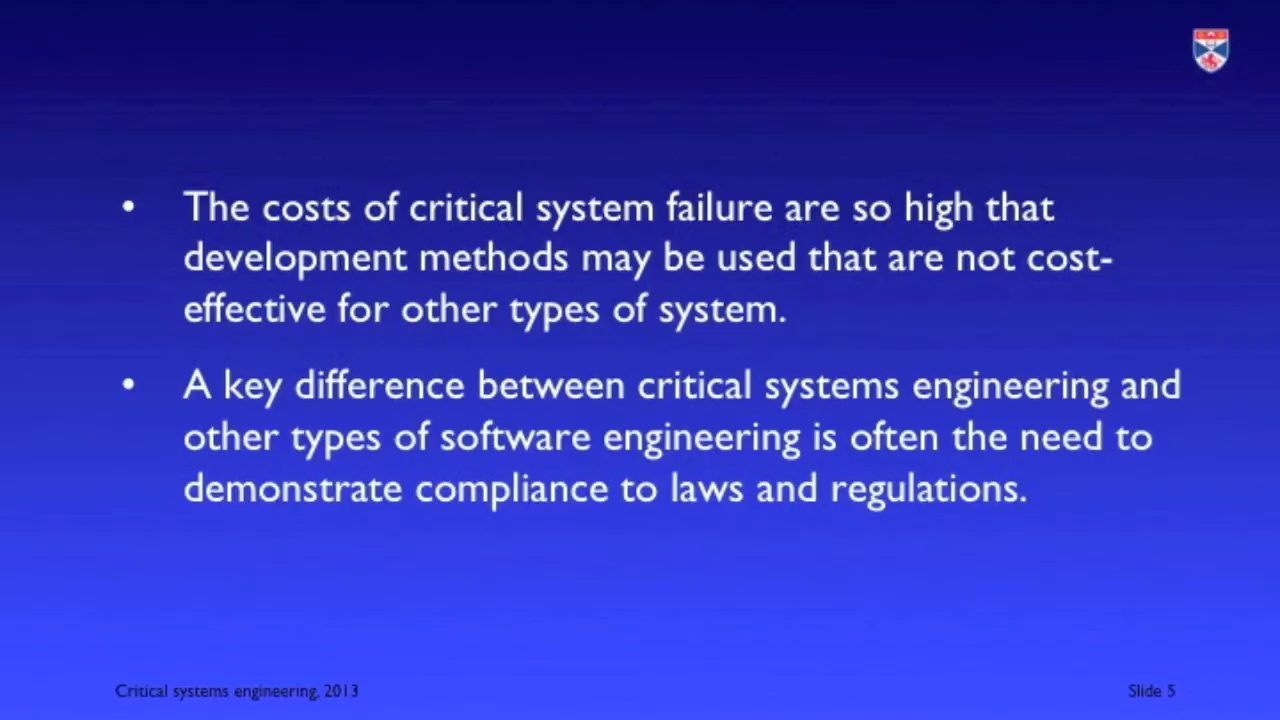 • The costs of critical system failure are so high that
development methods may be used that are not cost-
effective for other types of system.
• A key difference between critical systems engineering and
other types of software engineering is often the need to
demonstrate compliance to laws and regulations.
Critical systems engineering, 2013
Slide 5